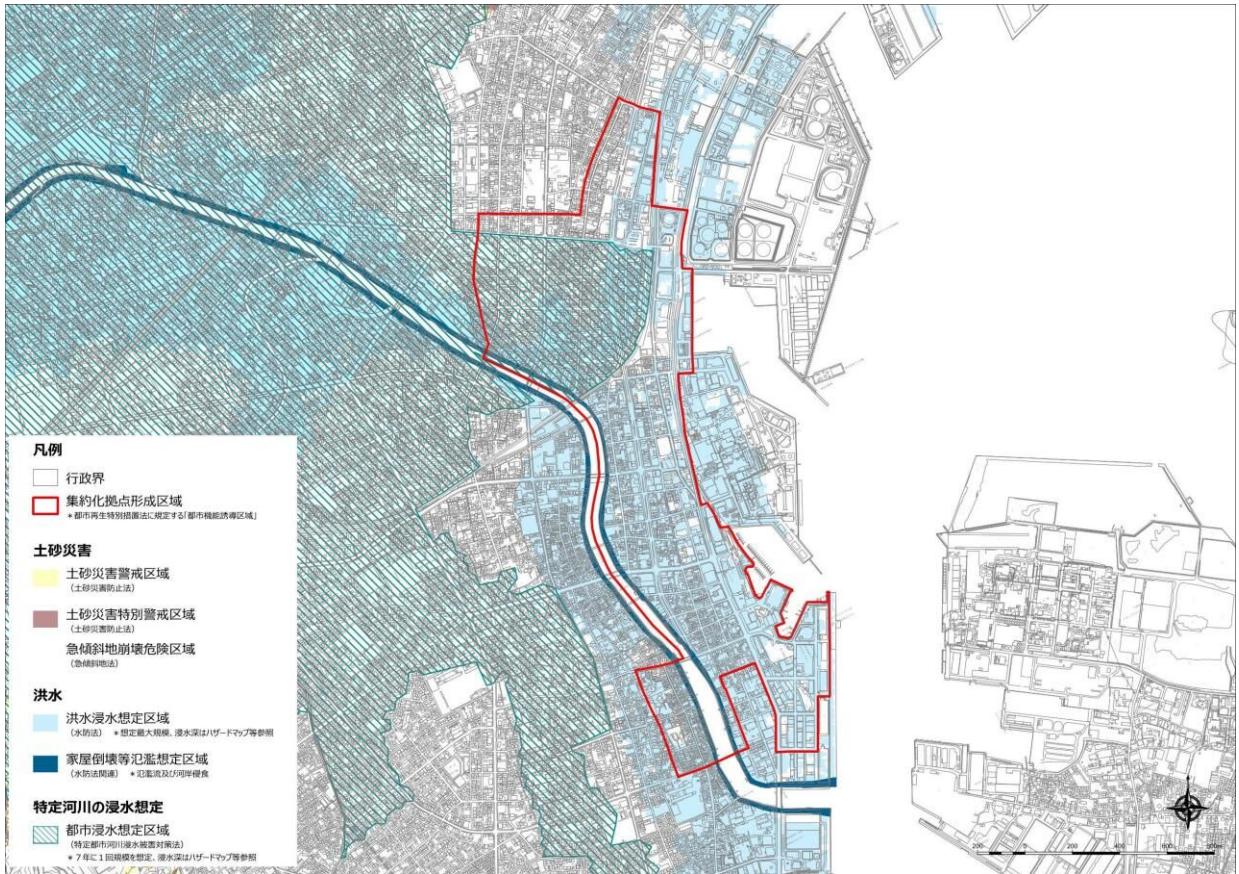 凡例
行政界
集約化拠点形成区域
*都市再生特別措置法に規定する「都市機能誘導区域」
土砂災害
土砂災害警戒区域
(土砂災害防止法)
土砂災害特別警戒区域
(土砂災害防止法)
急傾斜地崩壊危険区域
(急傾斜地法)
洪水
洪水浸水想定区域
(水防法) *想定最大規模、浸水深はハザードマップ等参照
家屋倒壊等氾濫想定区域
(水防法関連) *氾濫流及び河岸侵食
特定河川の浸水想定
都市浸水想定区域
(特定都市河川浸水被害対策法)
*7年に1回規模を想定、浸水深はハザードマップ等参照
200 0 200 400 600 800m